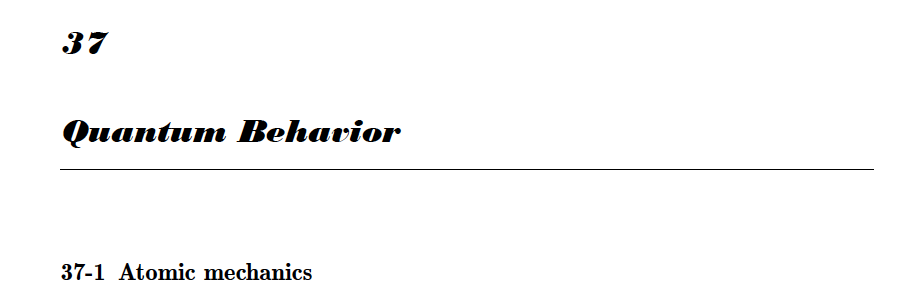 37
Quantum Behavior
37-1 Atomic mechanics